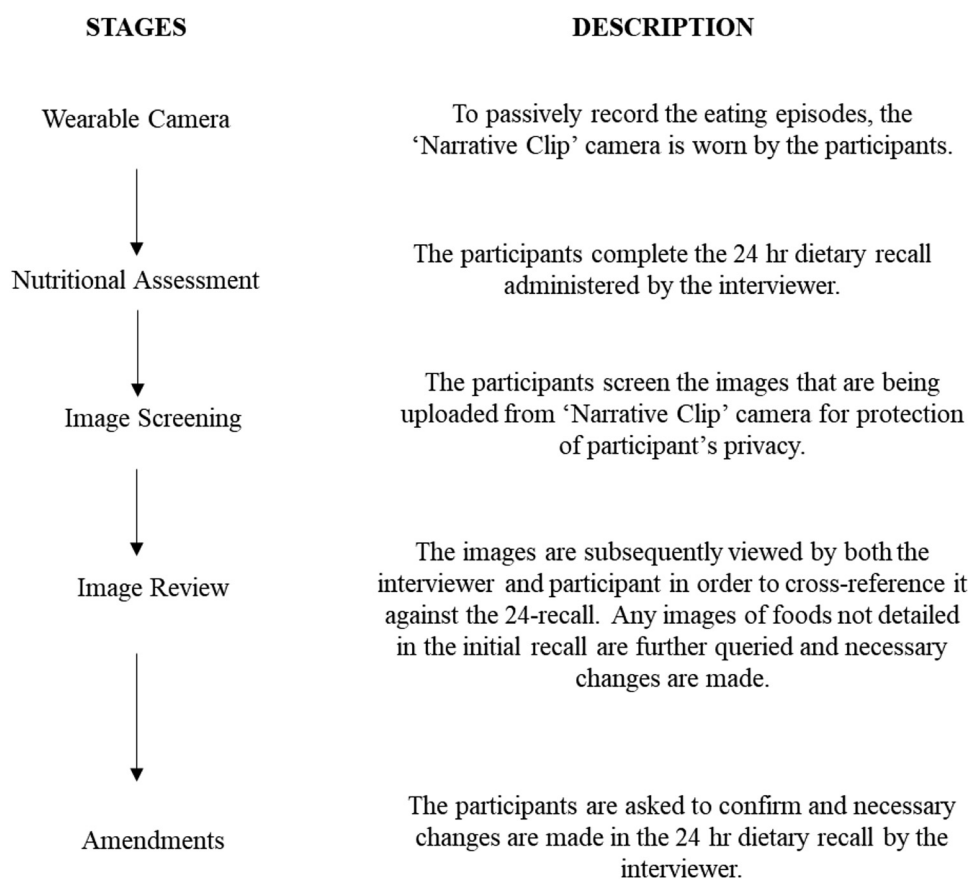 STAGES DESCRIPTION
Wearable Camera
To passively record the eating episodes, the
‘Narrative Clip’ camera is worn by the participants.
Nutritional Assessment
The participants complete the 24 hr dietary recall
administered by the interviewer.
Image Screening
The participants screen the images that are being
uploaded from ‘Narrative Clip’ camera for protection
of participant’s privacy.
Image Review
The images are subsequently viewed by both the
interviewer and participant in order to cross-reference it
against the 24-recall. Any images of foods not detailed
in the initial recall are further queried and necessary
changes are made.
Amendments
The participants are asked to confirm and necessary
changes are made in the 24 hr dietary recall by the
interviewer.